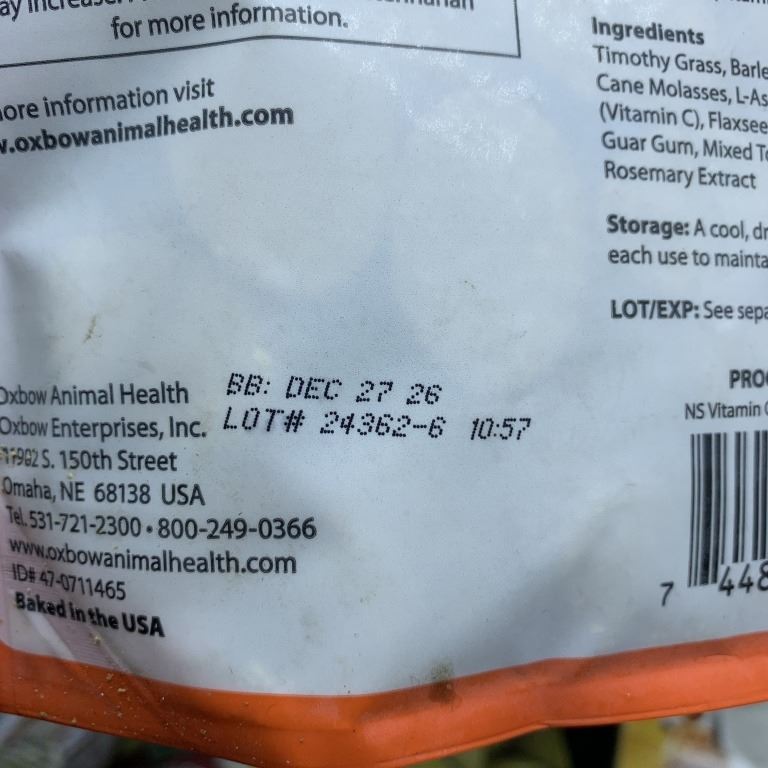 for more information.
ore information visit
.oxbowanimalhealth.com
Ingredients
Timothy Grass, Barle
Cane Molasses, L-As
(Vitamin C), Flaxsee
Guar Gum, Mixed To
Rosemary Extract
Storage: A cool, dr
each use to mainta
LOT/EXP: See sepa
BB: DEC 27 26
LOT# 24362-6 10:57
Oxbow Animal Health
Oxbow Enterprises, Inc.
S. 150th Street
Omaha, NE 68138 USA
Tel. 531-721-2300 • 800-249-0366
www.oxbowanimalhealth.com
ID# 47-0711465
Baked in the USA
PRO
NS Vitamin
7 448